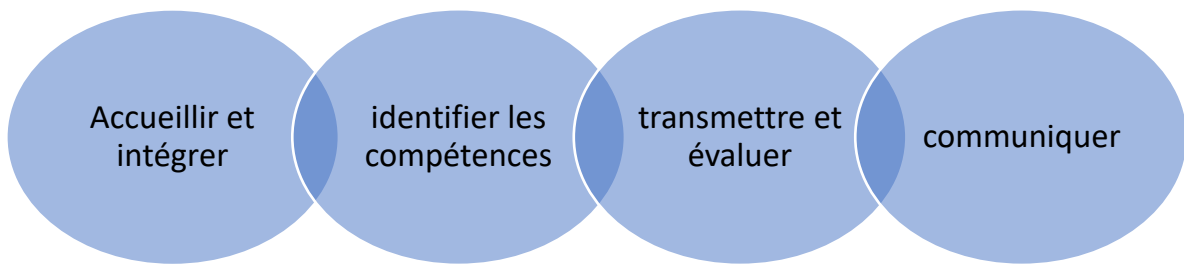 Accueillir et
intégrer
identifier les
compétences
transmettre et
évaluer
communiquer